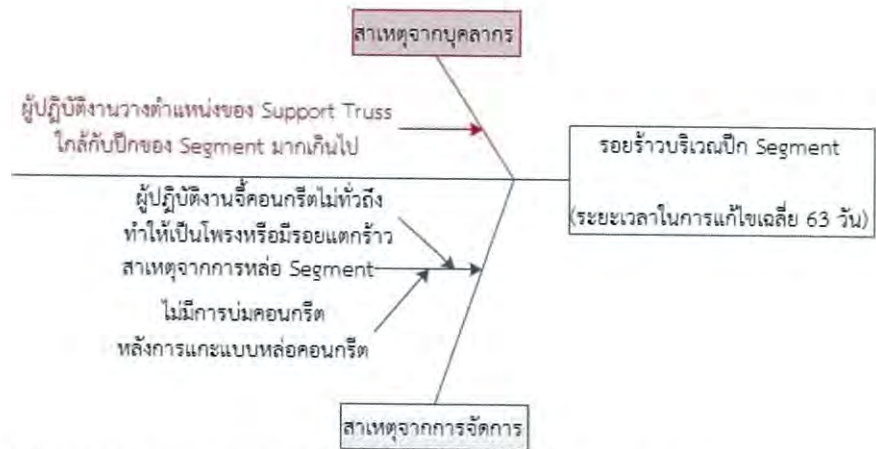 สาเหตุจากบุคลากร
ผู้ปฏิบัติงานวางตำแหน่งของ Support Truss
ใกล้กับปีกของ Segment มากเกินไป
รอยร้าวบริเวณปีก Segment
(ระยะเวลาในการแก้ไขเฉลี่ย 63 วัน)
ผู้ปฏิบัติงานจี้คอนกรีตไม่ทั่วถึง
ทำให้เป็นโพรงหรือมีรอยแตกร้าว
สาเหตุจากการหล่อ Segment
ไม่มีการบ่มคอนกรีต
หลังการแกะแบบหล่อคอนกรีต
สาเหตุจากการจัดการ